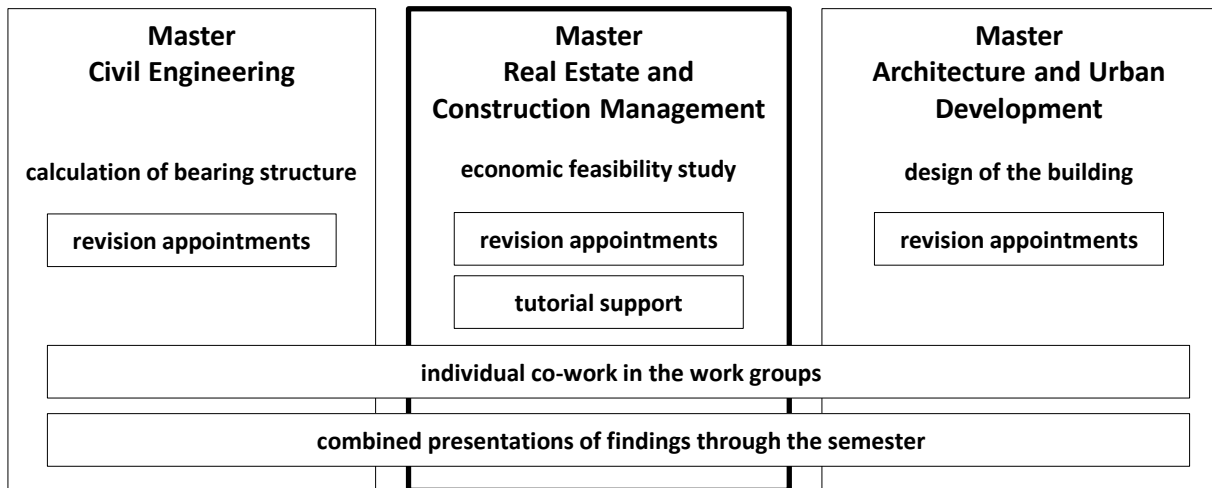 Master
Civil Engineering
calculation of bearing structure
revision appointments
Master
Real Estate and
Construction Management
economic feasibility study
revision appointments
tutorial support
Master
Architecture and Urban
Development
design of the building
revision appointments
individual co-work in the work groups
combined presentations of findings through the semester